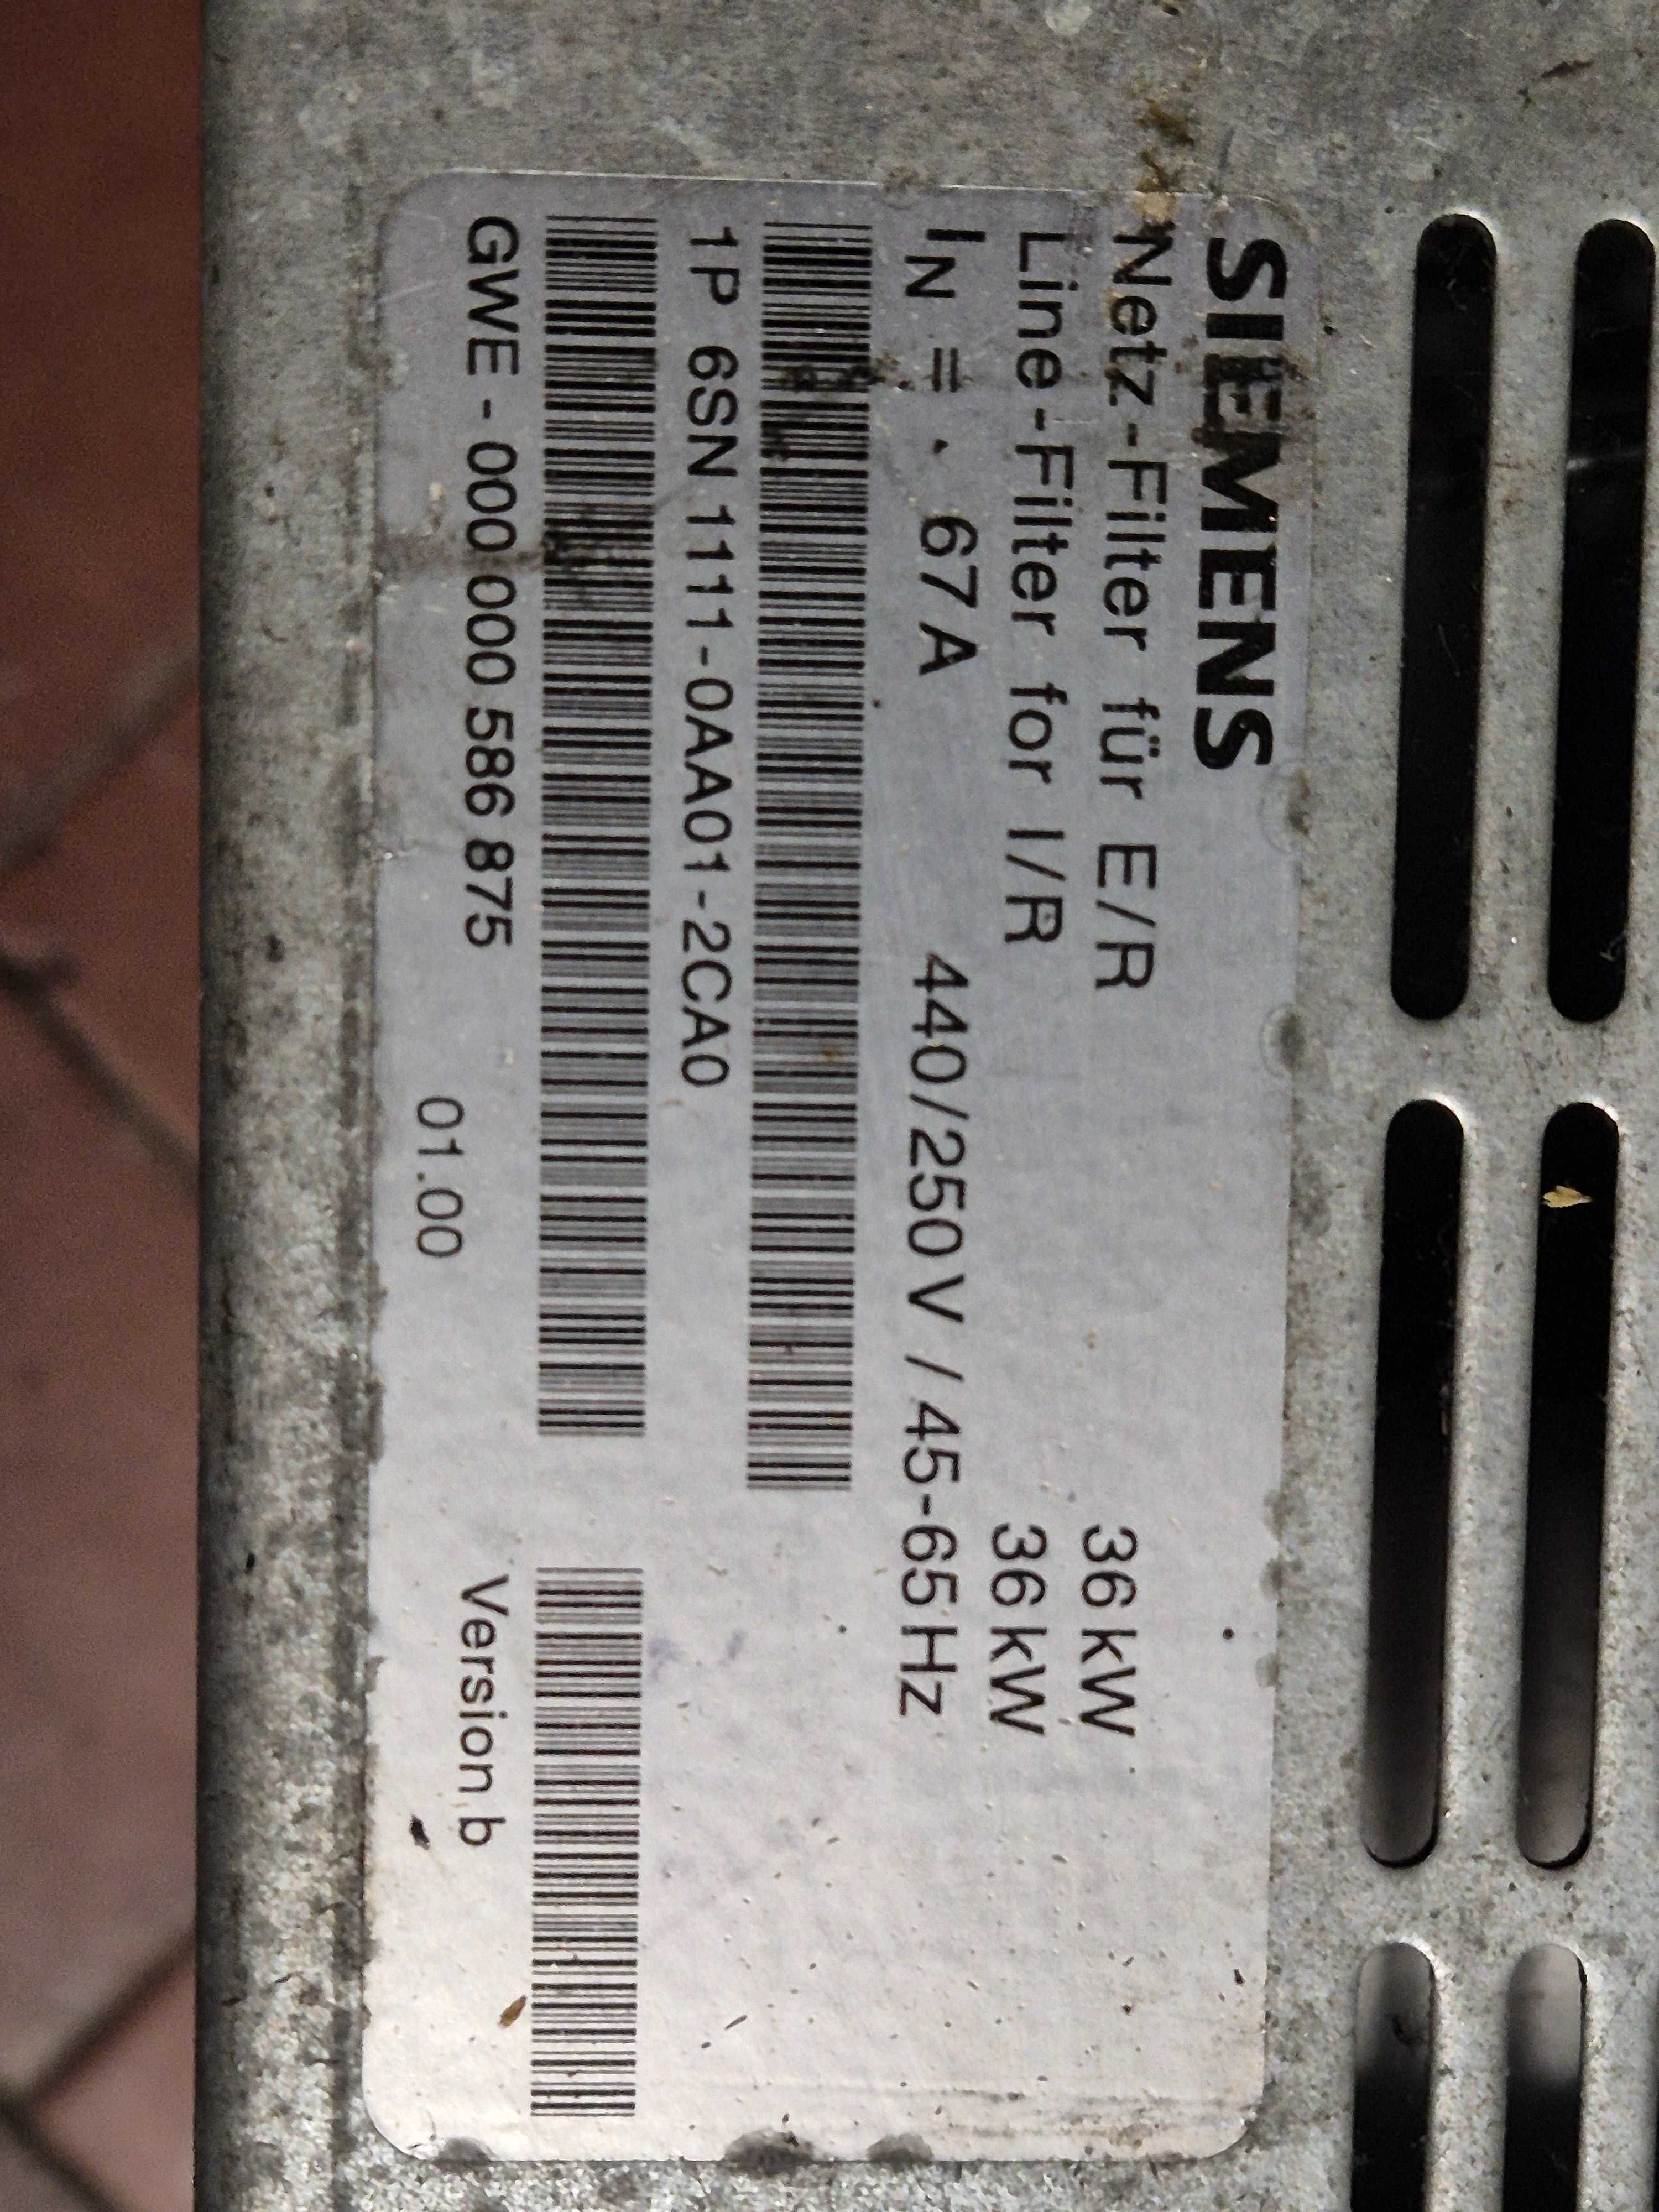 SIEMENS
Netz-Filter für E/R 36 kW
Line-Filter for I/R 36 kW
IN = . 67 A 440/250 V / 45-65 Hz
1P 6SN 1111-0AA01-2CA0
GWE - 000 000 586 875 Version b
01.00